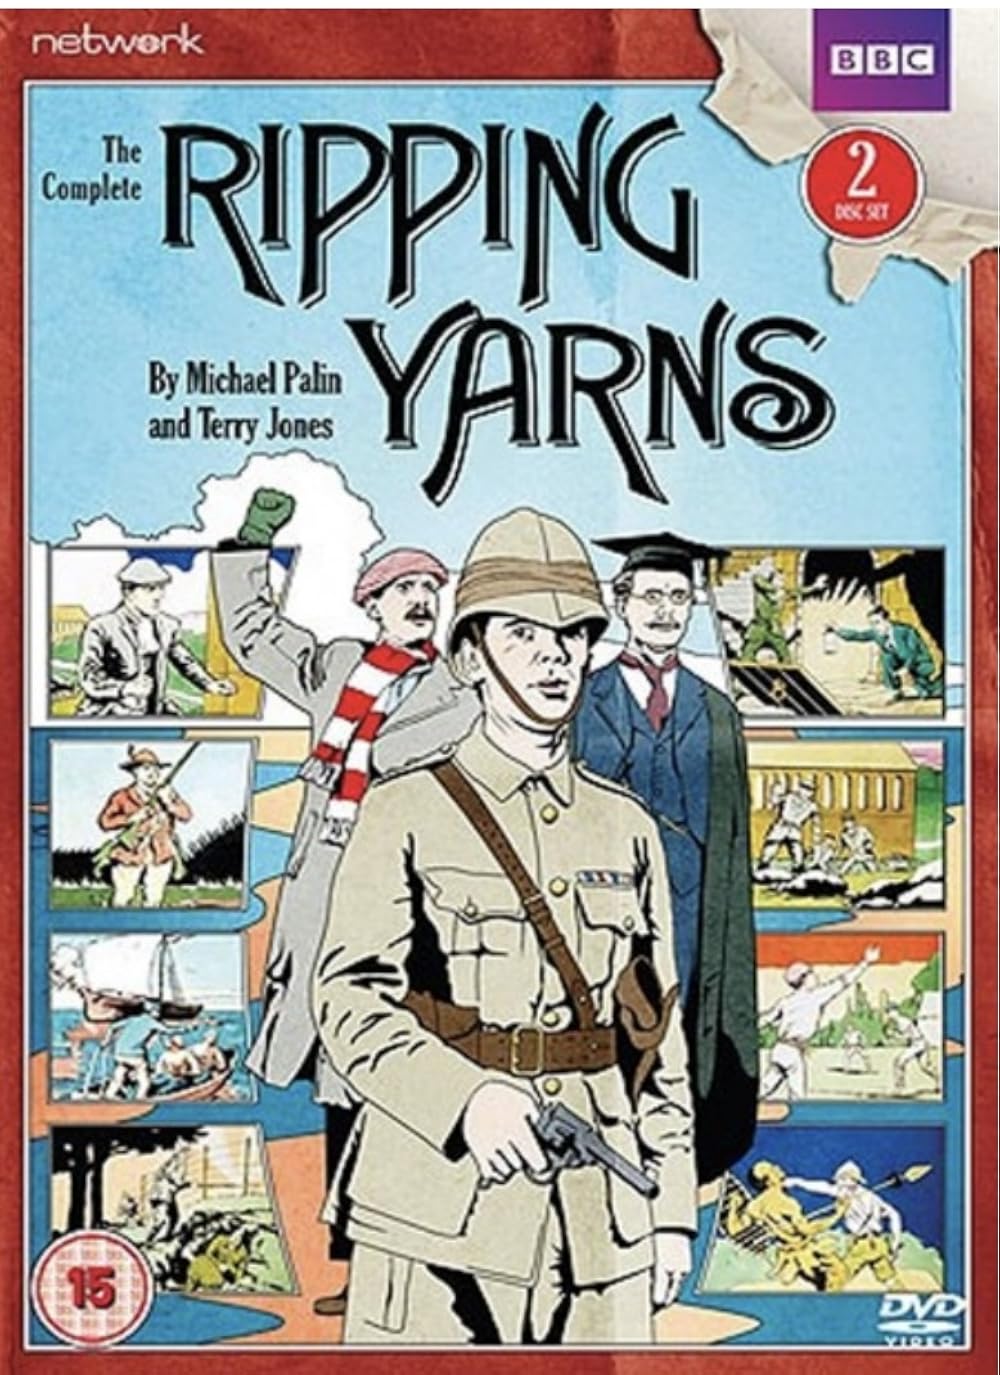 network
BBC
The
Complete
RIPPING
YARNS
2
DISC SET
By Michael Palin
and Terry Jones
15
DVD
VIDEO